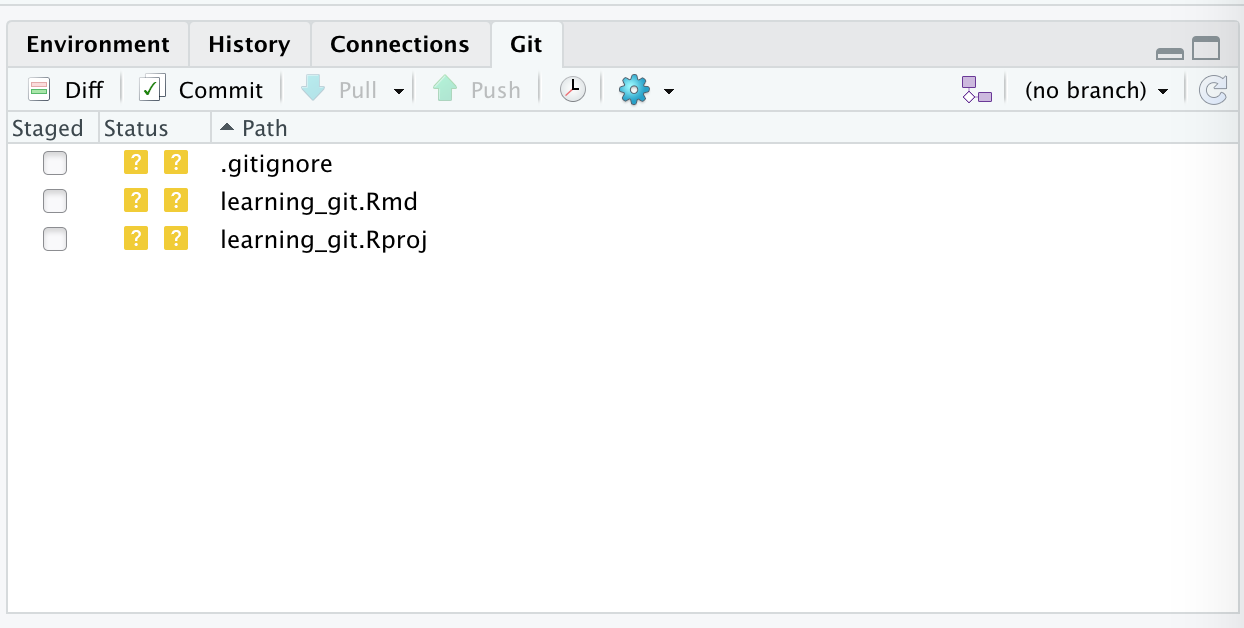 Environment History Connections Git
Diff Commit Pull Push (no branch)
Staged Status Path
? ? .gitignore
? ? learning_git.Rmd
? ? learning_git.Rproj